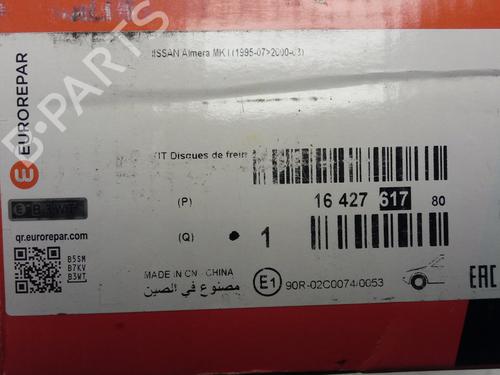 EUROREPAR
ISSAN Almera MK I (1995-07>2000-03)
KIT Disques de frein
(P) 16 427 617 80
(Q) 1
qr.eurorepar.com
B5SM
B7KV
B3WT
MADE IN CN - CHINA
مصنوع في الصين
E1 90R-02C0074/0053
EAC
B-PARTS